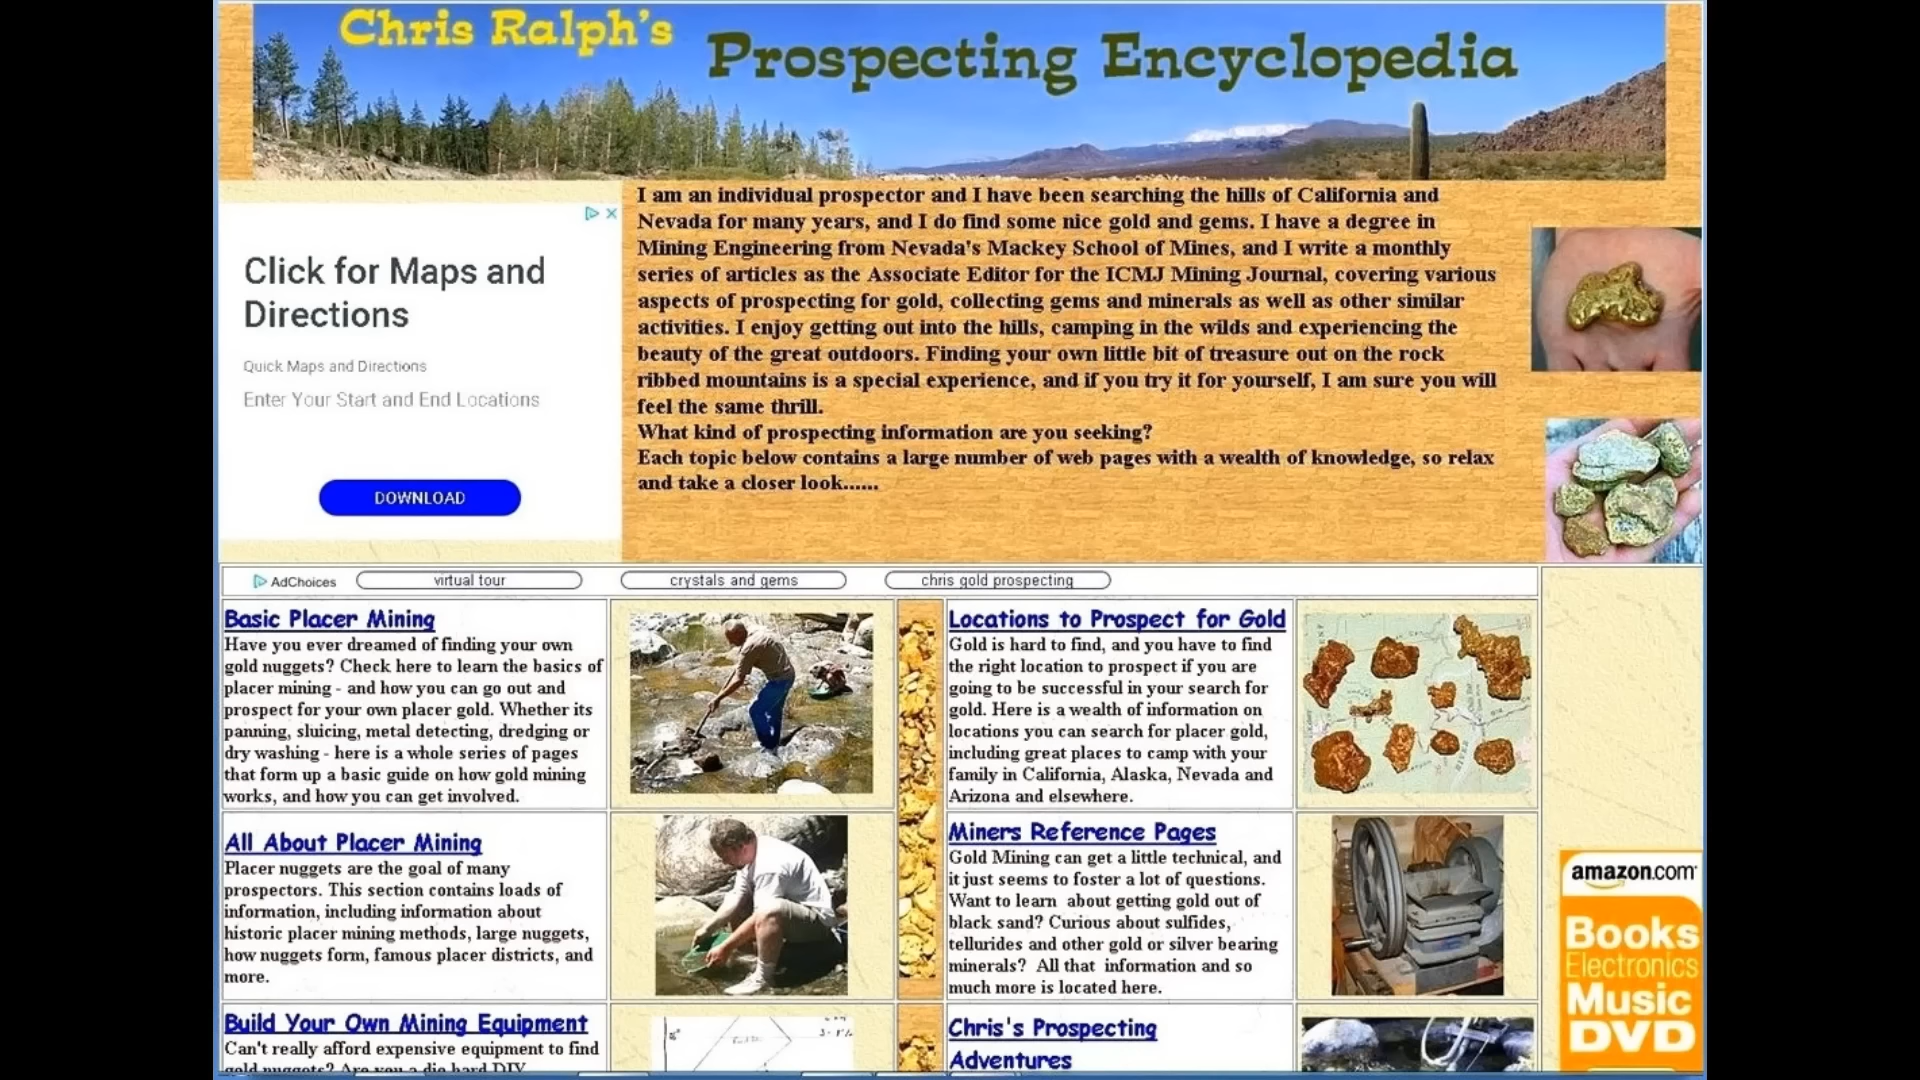 Chris Ralph's
Prospecting Encyclopedia
Click for Maps and
Directions
Quick Maps and Directions
Enter Your Start and End Locations
DOWNLOAD
I am an individual prospector and I have been searching the hills of California and
Nevada for many years, and I do find some nice gold and gems. I have a degree in
Mining Engineering from Nevada's Mackey School of Mines, and I write a monthly
series of articles as the Associate Editor for the ICMJ Mining Journal, covering various
aspects of prospecting for gold, collecting gems and minerals as well as other similar
activities. I enjoy getting out into the hills, camping in the wilds and experiencing the
beauty of the great outdoors. Finding your own little bit of treasure out on the rock
ribbed mountains is a special experience, and if you try it for yourself, I am sure you will
feel the same thrill.
What kind of prospecting information are you seeking?
Each topic below contains a large number of web pages with a wealth of knowledge, so relax
and take a closer look......
AdChoices
virtual tour
crystals and gems
chris gold prospecting
Basic Placer Mining
Have you ever dreamed of finding your own
gold nuggets? Check here to learn the basics of
placer mining - and how you can go out and
prospect for your own placer gold. Whether its
panning, sluicing, metal detecting, dredging or
dry washing - here is a whole series of pages
that form up a basic guide on how gold mining
works, and how you can get involved.
Locations to Prospect for Gold
Gold is hard to find, and you have to find
the right location to prospect if you are
going to be successful in your search for
gold. Here is a wealth of information on
locations you can search for placer gold,
including great places to camp with your
family in California, Alaska, Nevada and
Arizona and elsewhere.
All About Placer Mining
Placer nuggets are the goal of many
prospectors. This section contains loads of
information, including information about
historic placer mining methods, large nuggets,
how nuggets form, famous placer districts, and
more.
Miners Reference Pages
Gold Mining can get a little technical, and
it just seems to foster a lot of questions.
Want to learn about getting gold out of
black sand? Curious about sulfides,
tellurides and other gold or silver bearing
minerals? All that information and so
much more is located here.
amazon.com
Books
Electronics
Music
DVD
Build Your Own Mining Equipment
Can't really afford expensive equipment to find
gold nuggets? Are you a die hard DIY
Chris's Prospecting
Adventures